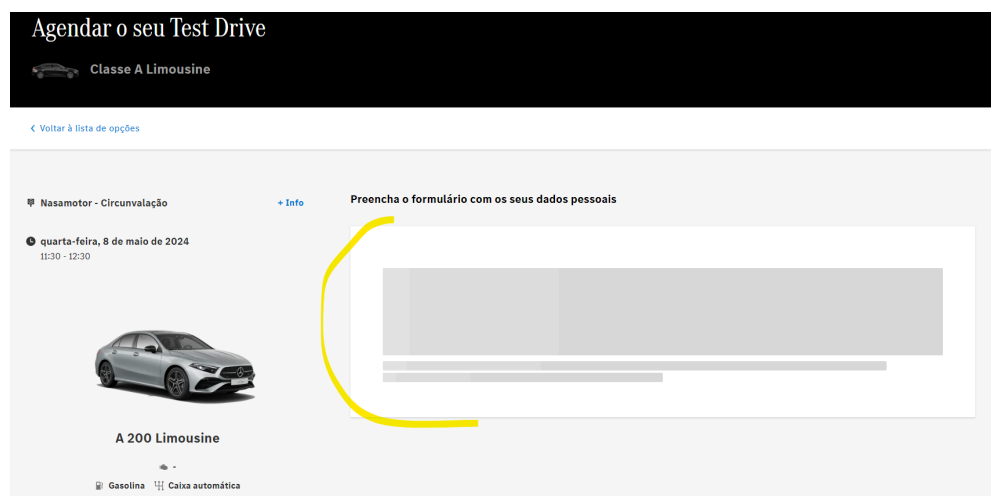 Agendar o seu Test Drive
Classe A Limousine
Voltar à lista de opções
Nasamotor - Circunvalação
+ Info
Preencha o formulário com os seus dados pessoais
quarta-feira, 8 de maio de 2024
11:30 - 12:30
A 200 Limousine
-
Gasolina Caixa automática